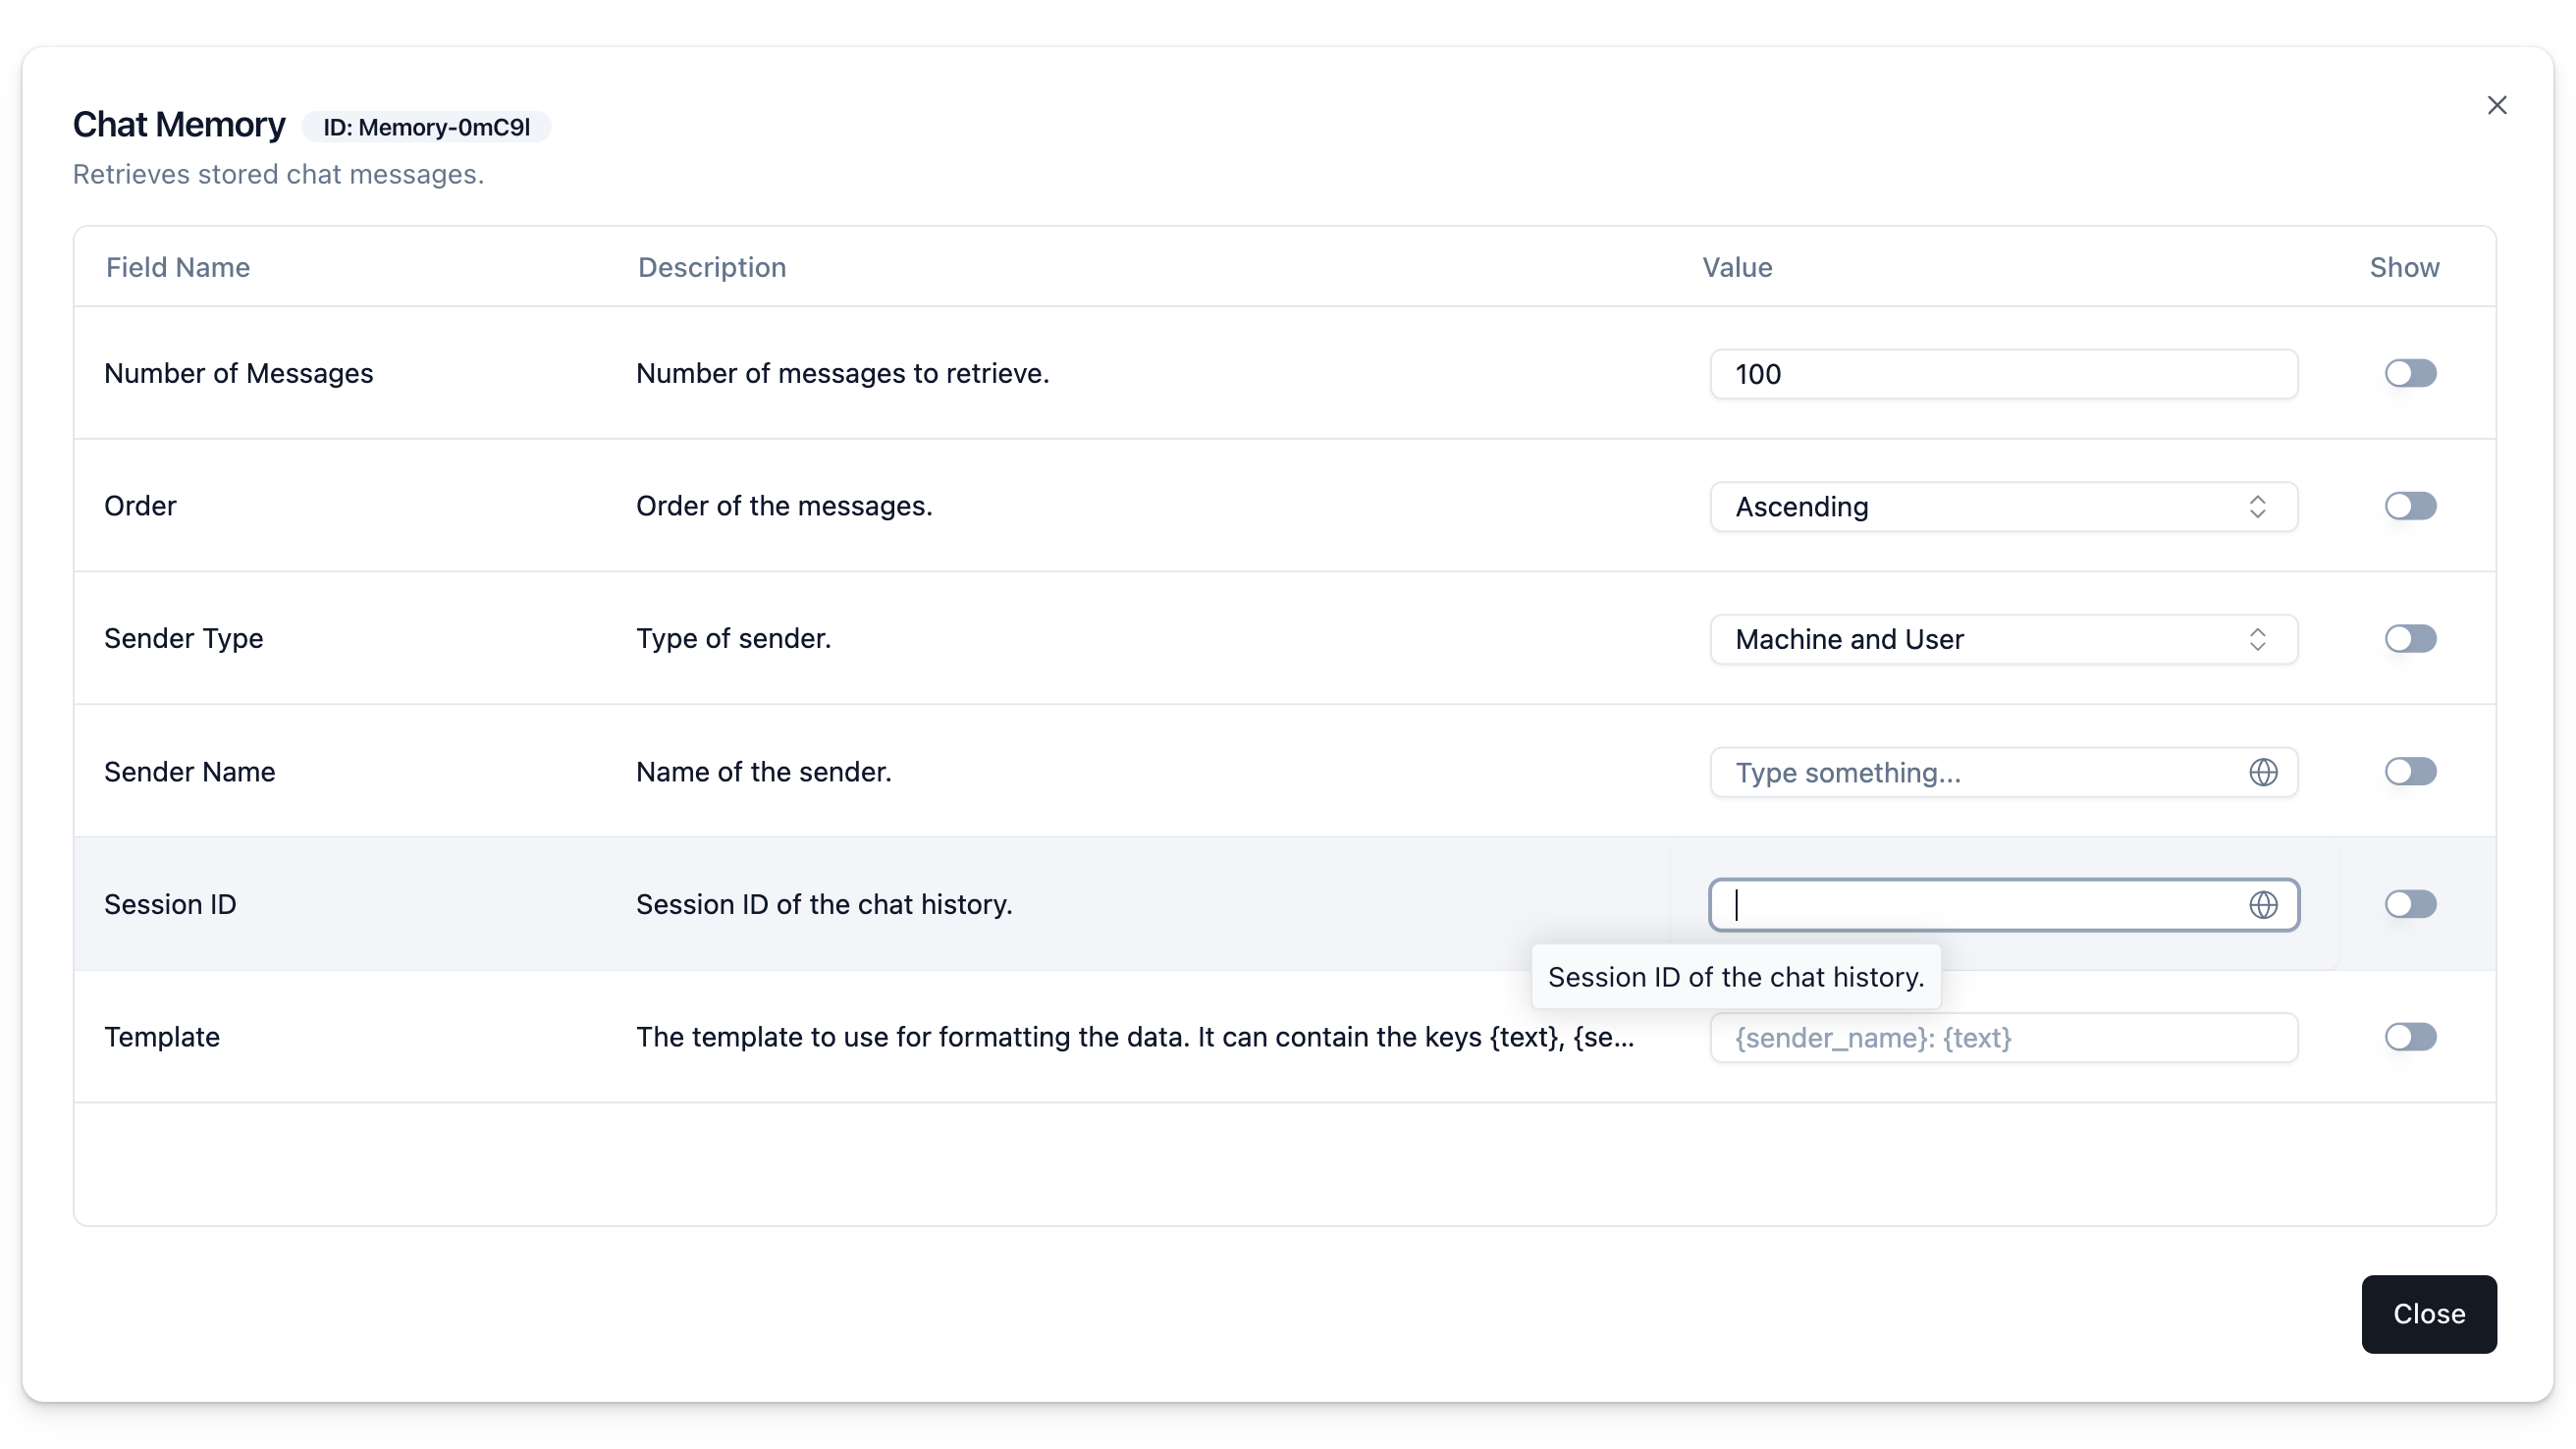 Chat Memory ID: Memory-0mC9l
Retrieves stored chat messages.
Field Name Description Value Show
Number of Messages Number of messages to retrieve. 100
Order Order of the messages. Ascending
Sender Type Type of sender. Machine and User
Sender Name Name of the sender. Type something...
Session ID Session ID of the chat history.
Session ID of the chat history.
Template The template to use for formatting the data. It can contain the keys {text}, {se... {sender_name}: {text}
Close